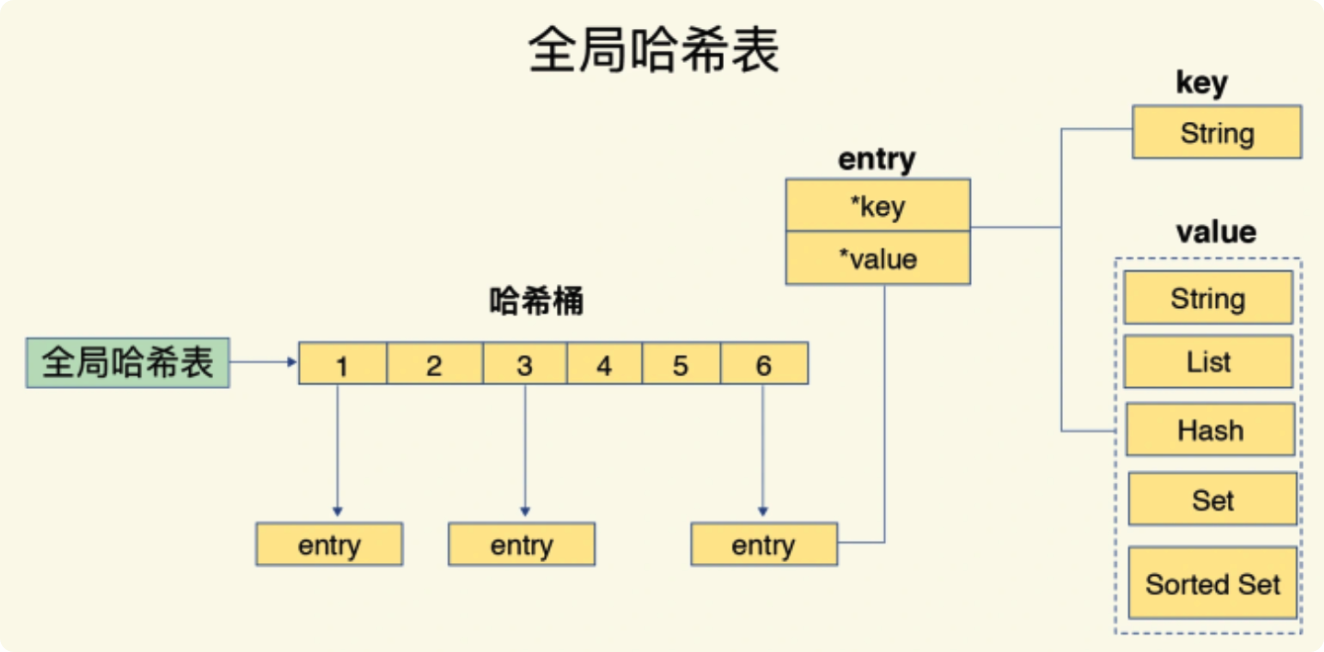 全局哈希表
key
String
entry
*key
*value
value
String
List
Hash
Set
Sorted Set
哈希桶
全局哈希表
1 2 3 4 5 6
entry entry entry